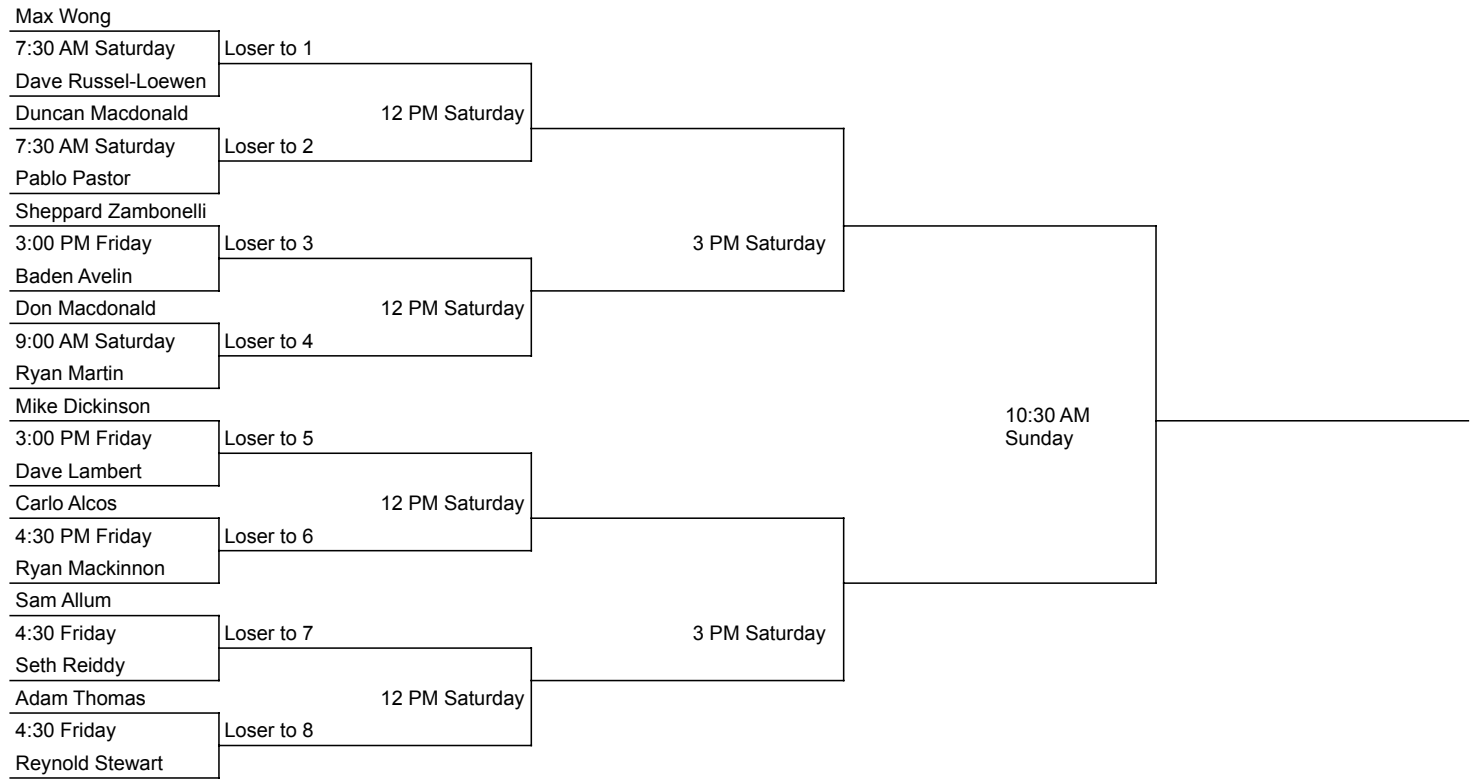 Max Wong
7:30 AM Saturday
Loser to 1
Dave Russel-Loewen
Duncan Macdonald
12 PM Saturday
7:30 AM Saturday
Loser to 2
Pablo Pastor
Sheppard Zambonelli
3:00 PM Friday
Loser to 3
3 PM Saturday
Baden Avelin
Don Macdonald
12 PM Saturday
9:00 AM Saturday
Loser to 4
Ryan Martin
Mike Dickinson
10:30 AM
Sunday
3:00 PM Friday
Loser to 5
Dave Lambert
Carlo Alcos
12 PM Saturday
4:30 PM Friday
Loser to 6
Ryan Mackinnon
Sam Allum
4:30 Friday
Loser to 7
3 PM Saturday
Seth Reiddy
Adam Thomas
12 PM Saturday
4:30 Friday
Loser to 8
Reynold Stewart